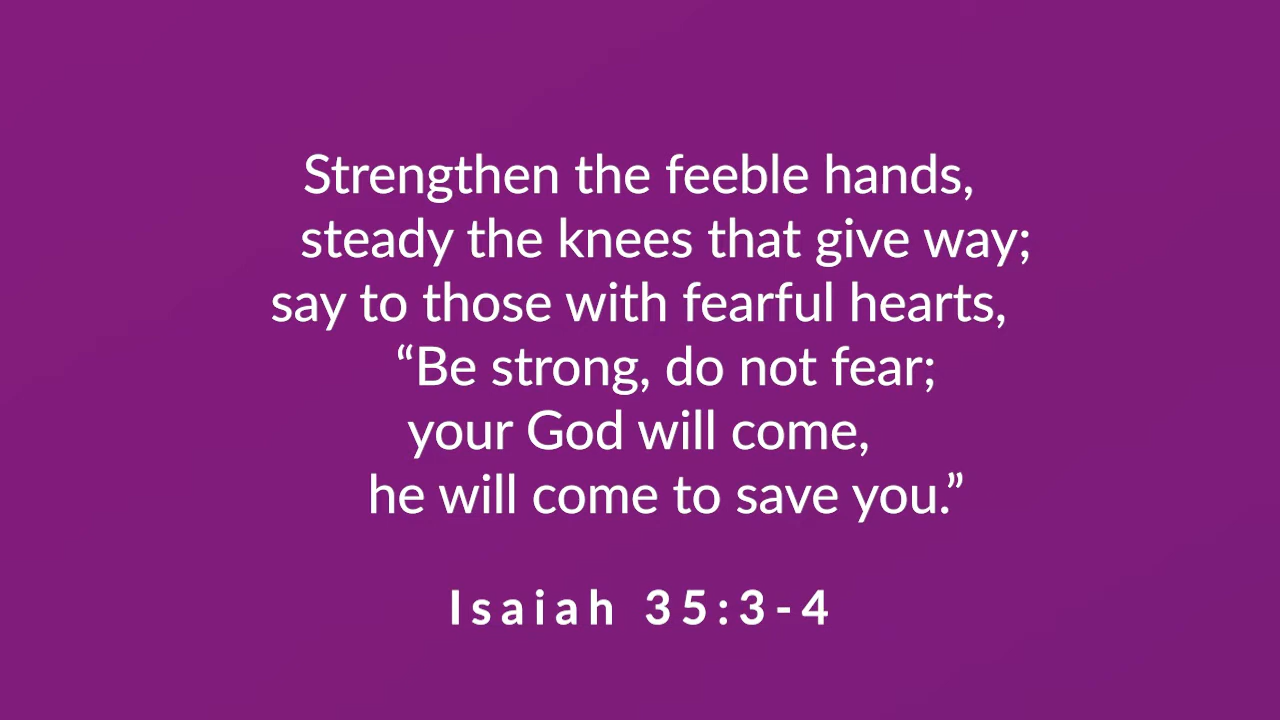 Strengthen the feeble hands,
steady the knees that give way;
say to those with fearful hearts,
“Be strong, do not fear;
your God will come,
he will come to save you.”
Isaiah 35:3-4